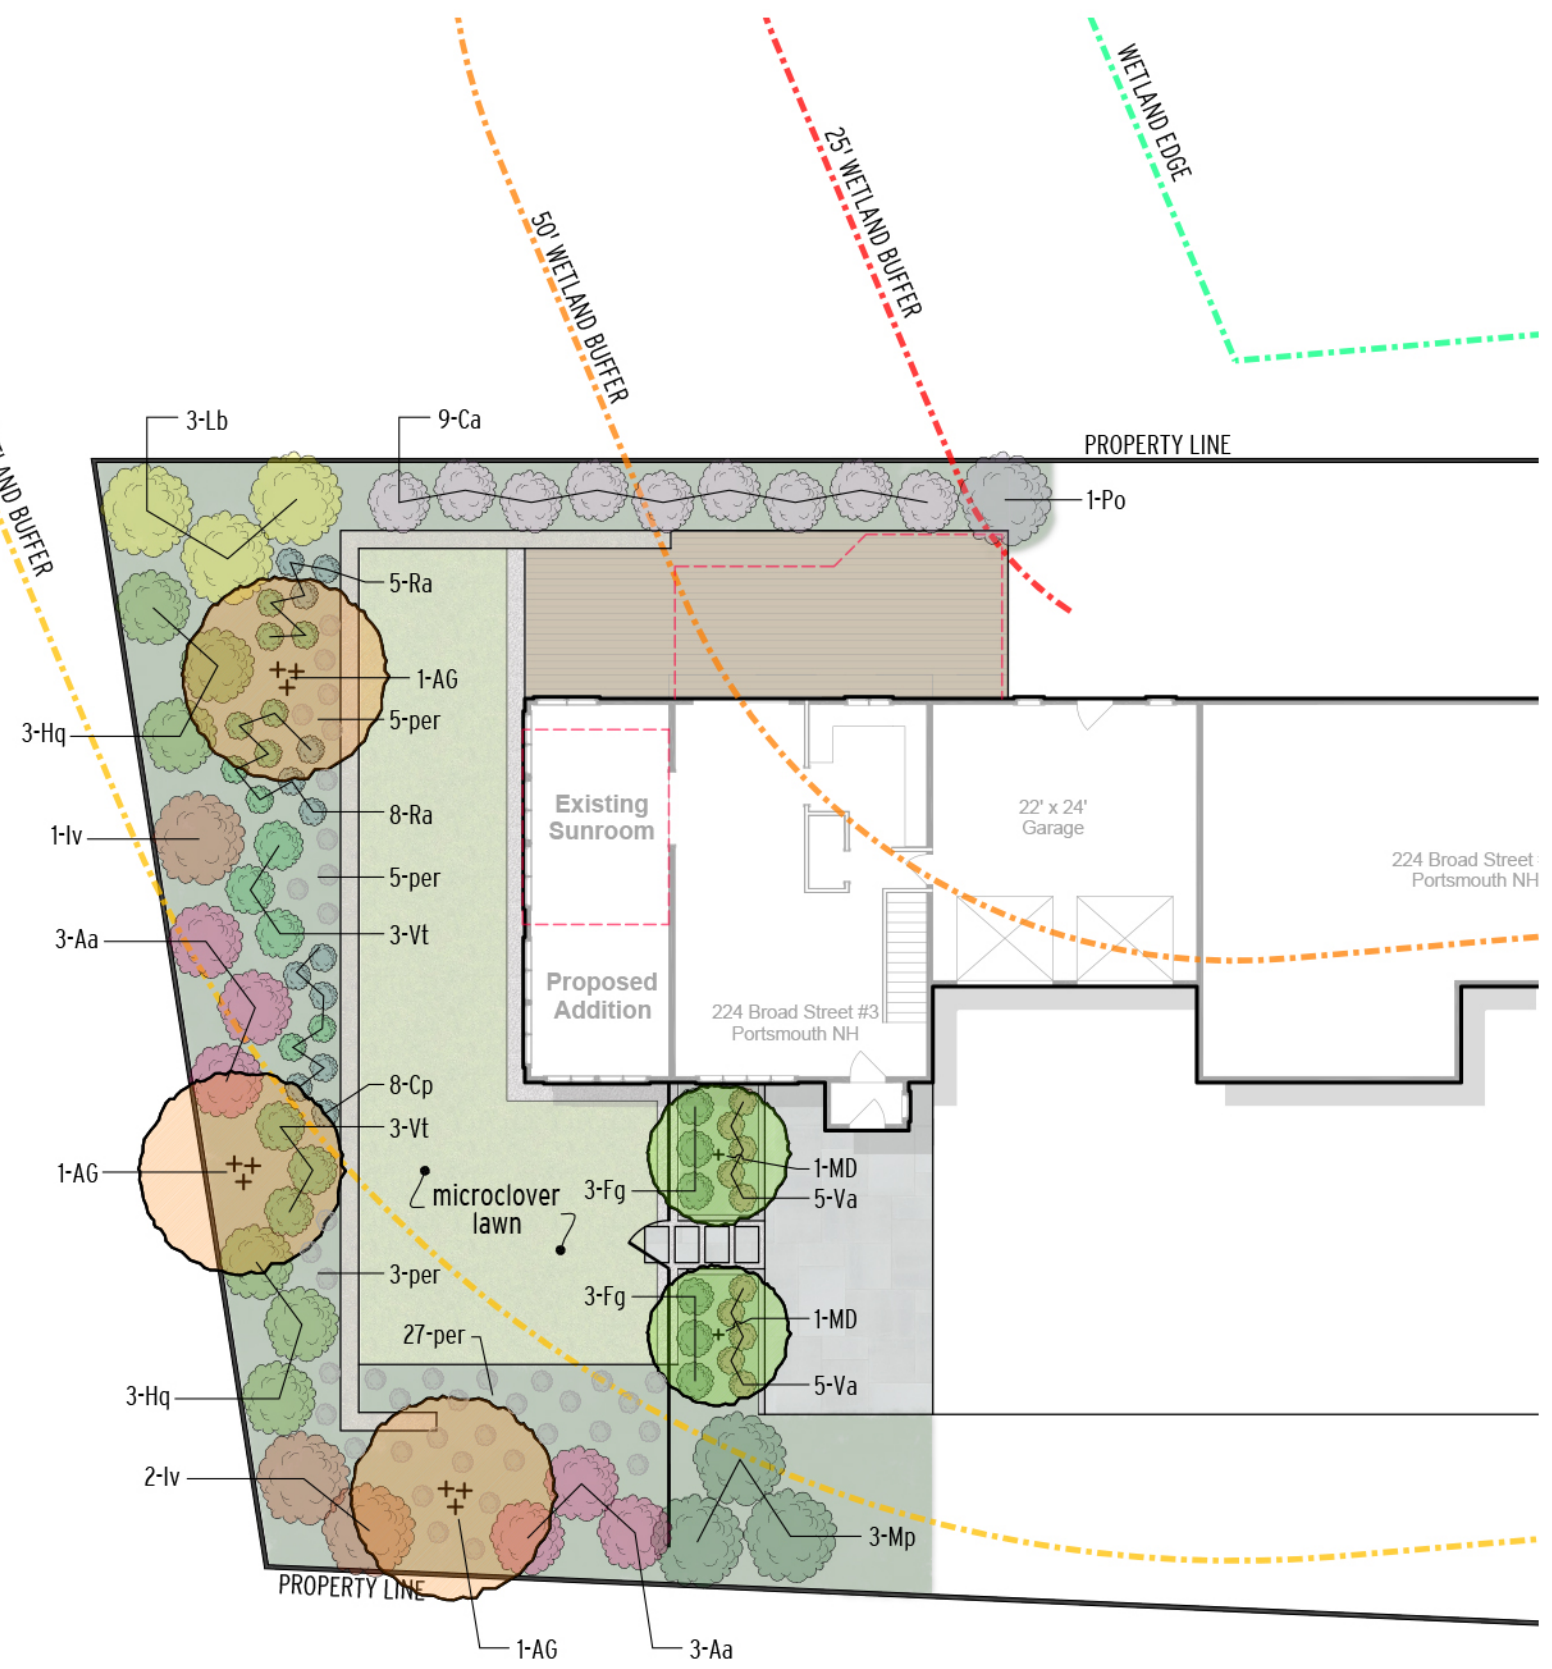 WETLAND EDGE
25' WETLAND BUFFER
50' WETLAND BUFFER
BUFFER
3-Lb
9-Ca
PROPERTY LINE
1-Po
5-Ra
1-AG
5-per
3-Hq
8-Ra
1-Iv
5-per
3-Vt
3-Aa
Existing
Sunroom
22' x 24'
Garage
224 Broad Street
Portsmouth NH
Proposed
Addition
224 Broad Street #3
Portsmouth NH
8-Cp
3-Vt
1-AG
microclover
lawn
3-Fg
1-MD
5-Va
3-per
3-Fg
1-MD
27-per
5-Va
3-Hq
2-Iv
3-Mp
PROPERTY LINE
1-AG
3-Aa